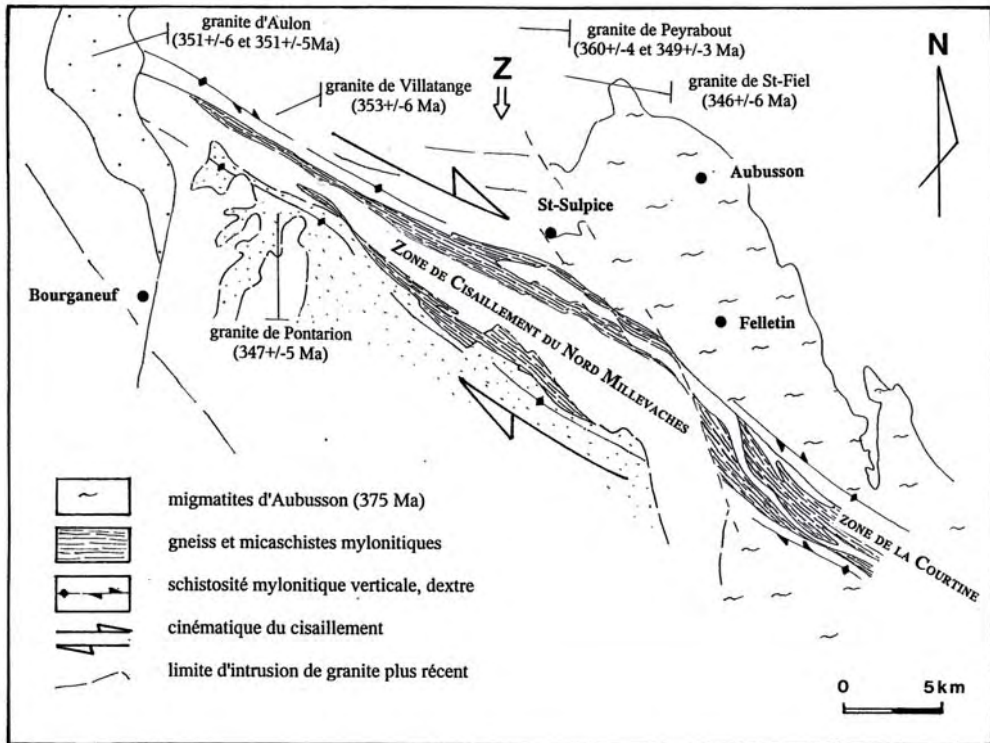 granite d'Aulon
(351+/-6 et 351+/-5Ma)
granite de Peyrabout
(360+/-4 et 349+/-3 Ma)
N
Z
granite de Villatange
(353+/-6 Ma)
granite de St-Fiel
(346+/-6 Ma)
Aubusson
St-Sulpice
ZONE DE CISAILLEMENT DU NORD MILLEVACHES
Bourganeuf
Felletin
granite de Pontarion
(347+/-5 Ma)
ZONE DE LA COURTINE
migmatites d'Aubusson (375 Ma)
gneiss et micaschistes mylonitiques
schistosité mylonitique verticale, dextre
cinématique du cisaillement
limite d'intrusion de granite plus récent
0 5km